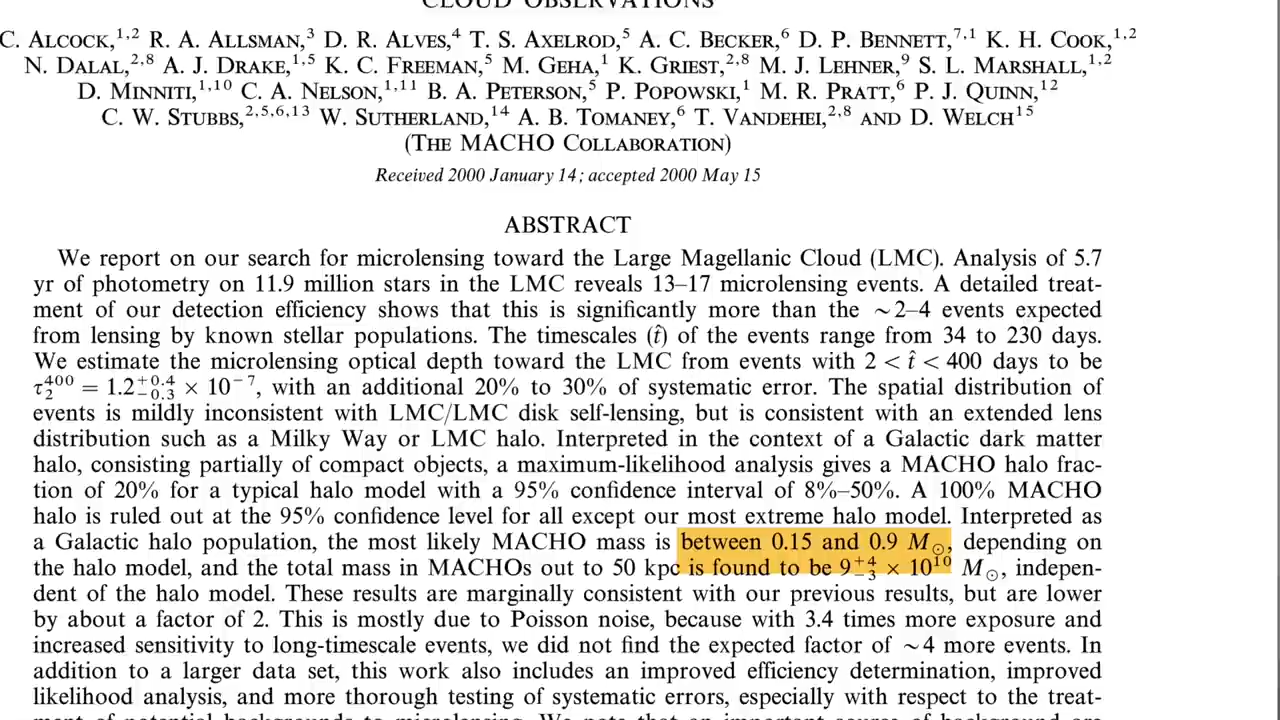 CLOUD OBSERVATIONS
C. ALCOCK,1,2 R. A. ALLSMAN,3 D. R. ALVES,4 T. S. AXELROD,5 A. C. BECKER,6 D. P. BENNETT,7,1 K. H. COOK,1,2
N. DALAL,2,8 A. J. DRAKE,1,5 K. C. FREEMAN,5 M. GEHA,1 K. GRIEST,2,8 M. J. LEHNER,9 S. L. MARSHALL,1,2
D. MINNITI,1,10 C. A. NELSON,1,11 B. A. PETERSON,5 P. POPOWSKI,1 M. R. PRATT,6 P. J. QUINN,12
C. W. STUBBS,2,5,6,13 W. SUTHERLAND,14 A. B. TOMANEY,6 T. VANDEHEI,2,8 AND D. WELCH15
(THE MACHO COLLABORATION)
Received 2000 January 14; accepted 2000 May 15
ABSTRACT
We report on our search for microlensing toward the Large Magellanic Cloud (LMC). Analysis of 5.7
yr of photometry on 11.9 million stars in the LMC reveals 13–17 microlensing events. A detailed treat-
ment of our detection efficiency shows that this is significantly more than the ~2–4 events expected
from lensing by known stellar populations. The timescales (t̂) of the events range from 34 to 230 days.
We estimate the microlensing optical depth toward the LMC from events with 2 < t̂ < 400 days to be
τ₂⁴⁰⁰ = 1.2⁺⁰·⁴₋₀.₃ × 10⁻⁷, with an additional 20% to 30% of systematic error. The spatial distribution of
events is mildly inconsistent with LMC/LMC disk self-lensing, but is consistent with an extended lens
distribution such as a Milky Way or LMC halo. Interpreted in the context of a Galactic dark matter
halo, consisting partially of compact objects, a maximum-likelihood analysis gives a MACHO halo frac-
tion of 20% for a typical halo model with a 95% confidence interval of 8%–50%. A 100% MACHO
halo is ruled out at the 95% confidence level for all except our most extreme halo model. Interpreted as
a Galactic halo population, the most likely MACHO mass is between 0.15 and 0.9 M☉, depending on
the halo model, and the total mass in MACHOs out to 50 kpc is found to be 9⁺⁴₋₃ × 10¹⁰ M☉, indepen-
dent of the halo model. These results are marginally consistent with our previous results, but are lower
by about a factor of 2. This is mostly due to Poisson noise, because with 3.4 times more exposure and
increased sensitivity to long-timescale events, we did not find the expected factor of ~4 more events. In
addition to a larger data set, this work also includes an improved efficiency determination, improved
likelihood analysis, and more thorough testing of systematic errors, especially with respect to the treat-
ment of potential backgrounds to microlensing. We note that an important source of background are